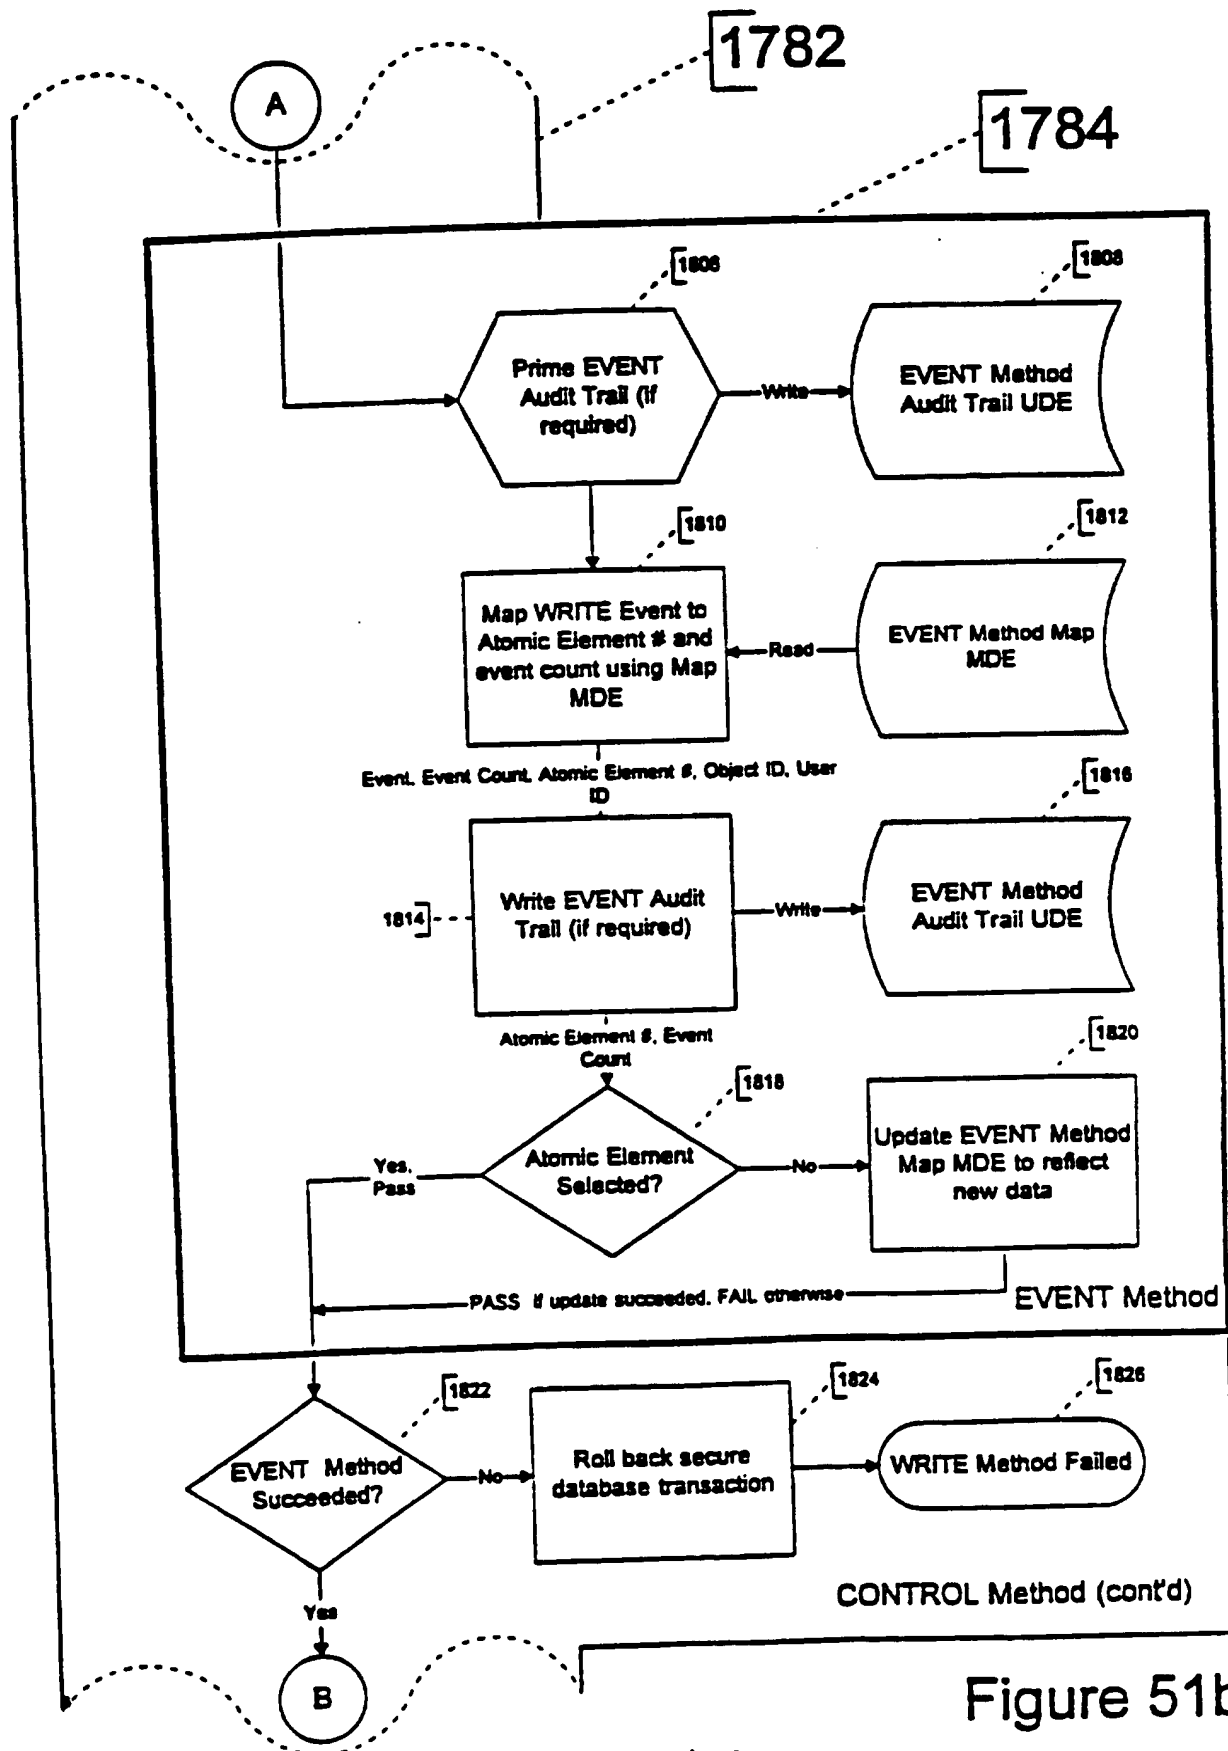 1782
1784
A
1806
1808
Prime EVENT
Audit Trail (if
required)
Write
EVENT Method
Audit Trail UDE
1810
1812
Map WRITE Event to
Atomic Element # and
event count using Map
MDE
Read
EVENT Method Map
MDE
Event, Event Count, Atomic Element #, Object ID, User
ID
1816
1814
Write EVENT Audit
Trail (if required)
Write
EVENT Method
Audit Trail UDE
Atomic Element #, Event
Count
1818
1820
Yes,
Pass
Atomic Element
Selected?
No
Update EVENT Method
Map MDE to reflect
new data
PASS if update succeeded. FAIL otherwise
EVENT Method
1822
1824
1826
EVENT Method
Succeeded?
No
Roll back secure
database transaction
WRITE Method Failed
Yes
CONTROL Method (cont'd)
B
Figure 51b